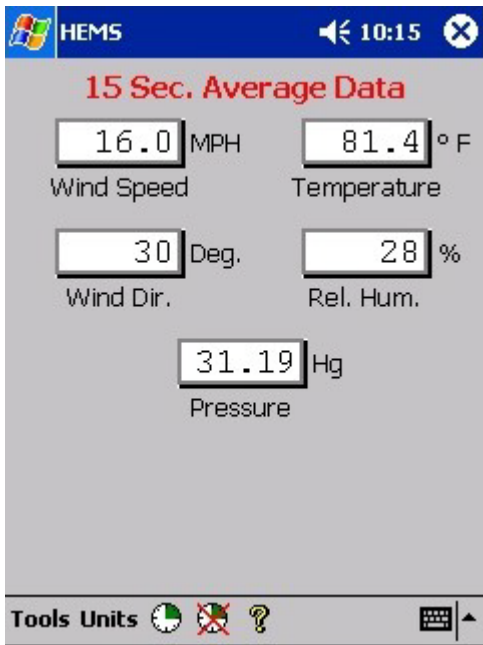 HEMS 10:15
15 Sec. Average Data
16.0 MPH 81.4 ° F
Wind Speed Temperature
30 Deg. 28 %
Wind Dir. Rel. Hum.
31.19 Hg
Pressure
Tools Units ?